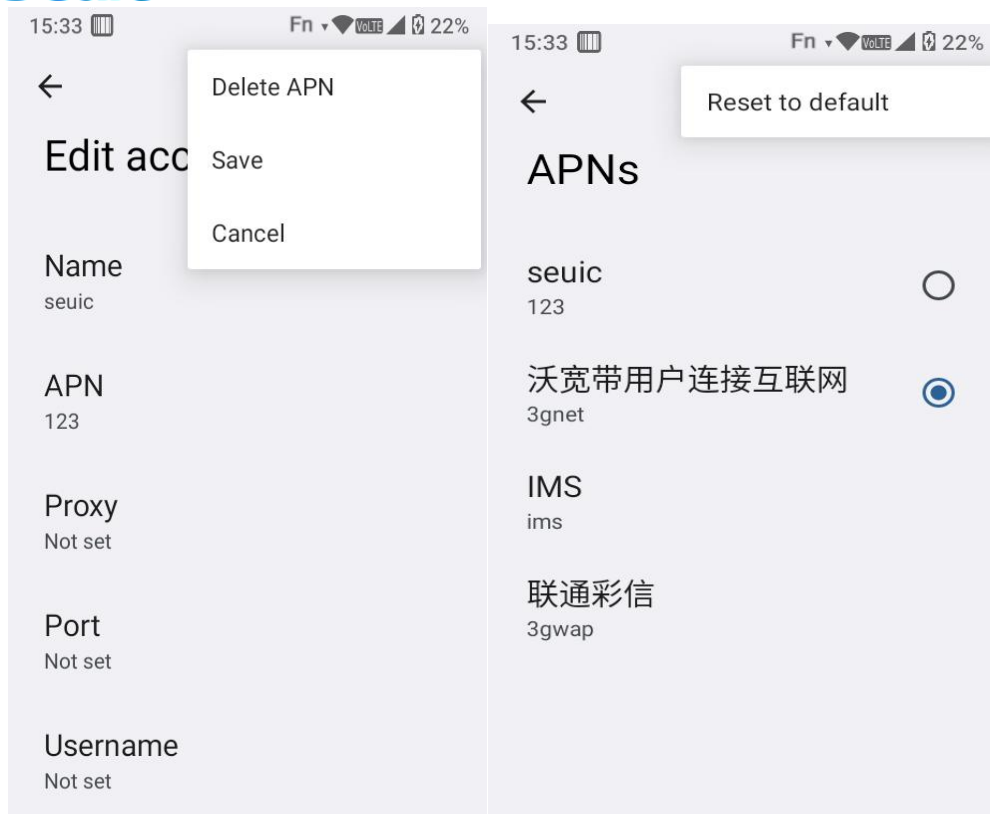 15:33 Fn VoLTE 22%
Delete APN
Edit acc
Save
Cancel
Name
seuic
APN
123
Proxy
Not set
Port
Not set
Username
Not set
15:33 Fn VoLTE 22%
Reset to default
APNs
seuic
123
沃宽带用户连接互联网
3gnet
IMS
ims
联通彩信
3gwap